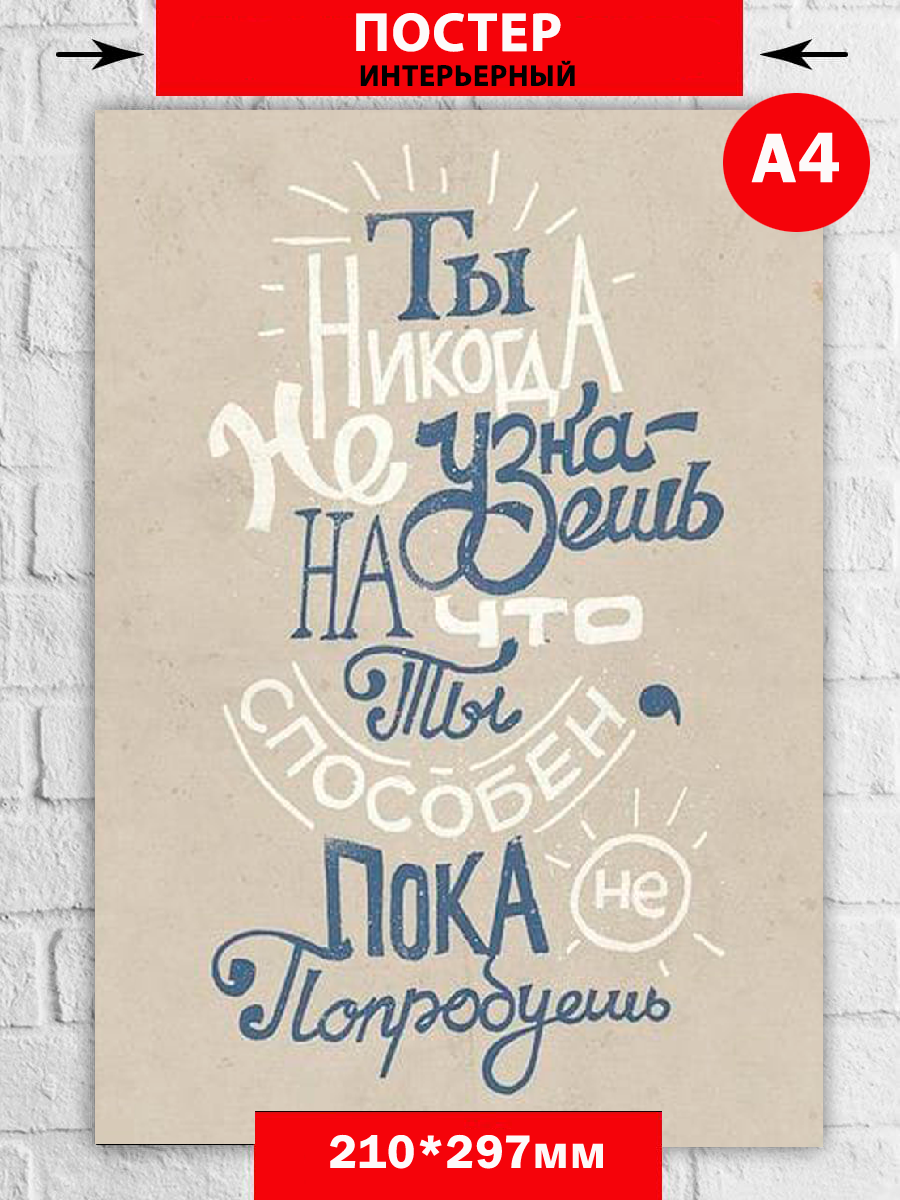 ПОСТЕР
ИНТЕРЬЕРНЫЙ
А4
Ты
Никогда
Не узна-
ешь
НА что
Ты
СПОСОБЕН,
ПОКА не
Попробуешь
210*297мм